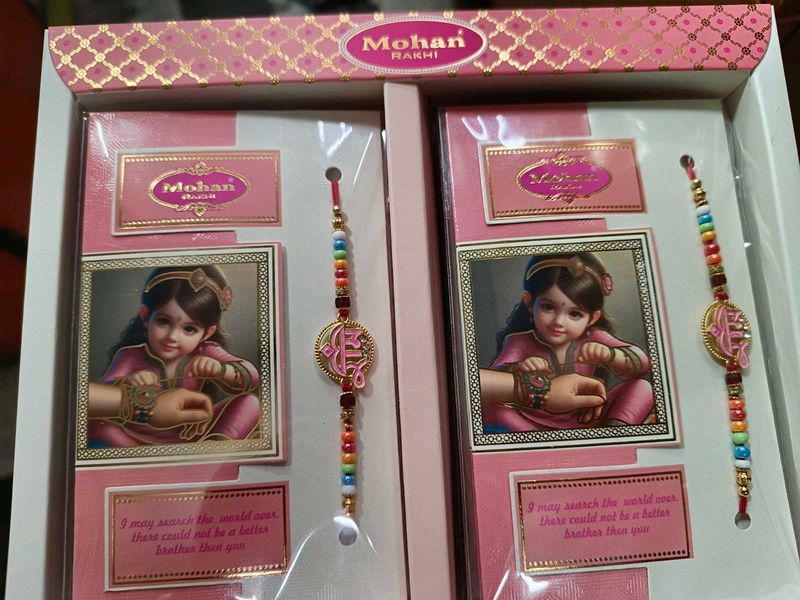 Mohan®
RAKHI
Mohan®
RAKHI
I may search the world over,
there could not be a better
brother then you
Mohan
I may search the world over,
there could not be a better
brother then you